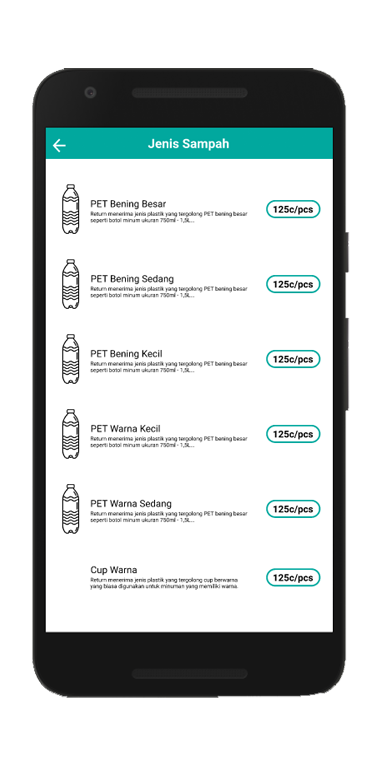 Jenis Sampah
PET Bening Besar
Return menerima jenis plastik yang tergolong PET bening besar
seperti botol minum ukuran 750ml - 1,5L...
125c/pcs
PET Bening Sedang
Return menerima jenis plastik yang tergolong PET bening besar
seperti botol minum ukuran 750ml - 1,5L...
125c/pcs
PET Bening Kecil
Return menerima jenis plastik yang tergolong PET bening besar
seperti botol minum ukuran 750ml - 1,5L...
125c/pcs
PET Warna Kecil
Return menerima jenis plastik yang tergolong PET bening besar
seperti botol minum ukuran 750ml - 1,5L...
125c/pcs
PET Warna Sedang
Return menerima jenis plastik yang tergolong PET bening besar
seperti botol minum ukuran 750ml - 1,5L...
125c/pcs
Cup Warna
Return menerima jenis plastik yang tergolong cup berwarna
yang biasa digunakan untuk minuman yang memiliki warna.
125c/pcs